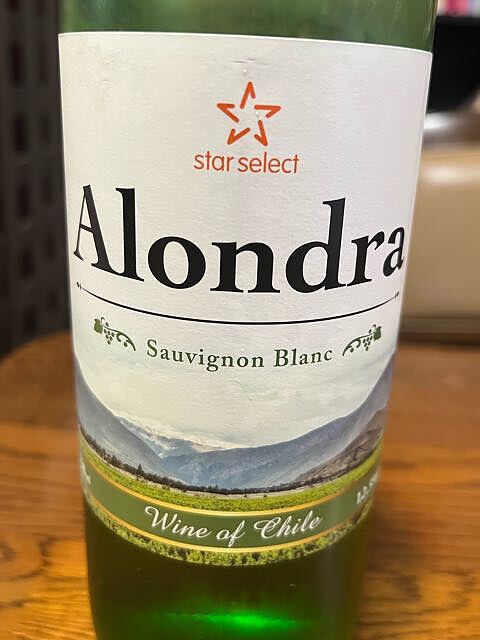 star select
Alondra
Sauvignon Blanc
Wine of Chile